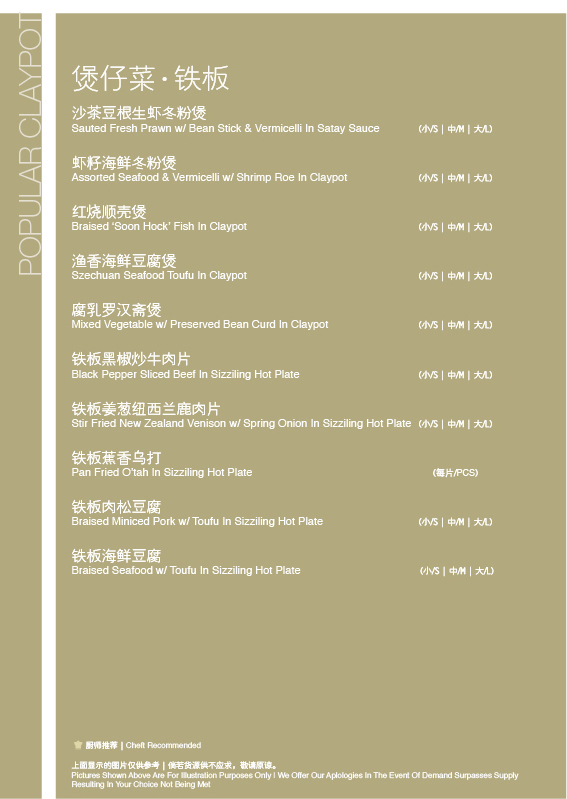 POPULAR CLAYPOT
煲仔菜·铁板
沙茶豆根生虾冬粉煲
Sauted Fresh Prawn w/ Bean Stick & Vermicelli In Satay Sauce (小/S | 中/M | 大/L)
虾籽海鲜冬粉煲
Assorted Seafood & Vermicelli w/ Shrimp Roe In Claypot (小/S | 中/M | 大/L)
红烧顺壳煲
Braised ‘Soon Hock’ Fish In Claypot (小/S | 中/M | 大/L)
渔香海鲜豆腐煲
Szechuan Seafood Toufu In Claypot (小/S | 中/M | 大/L)
腐乳罗汉斋煲
Mixed Vegetable w/ Preserved Bean Curd In Claypot (小/S | 中/M | 大/L)
铁板黑椒炒牛肉片
Black Pepper Sliced Beef In Sizziling Hot Plate (小/S | 中/M | 大/L)
铁板姜葱纽西兰鹿肉片
Stir Fried New Zealand Venison w/ Spring Onion In Sizziling Hot Plate (小/S | 中/M | 大/L)
铁板蕉香乌打
Pan Fried O'tah In Sizziling Hot Plate (每片/PCS)
铁板肉松豆腐
Braised Miniced Pork w/ Toufu In Sizziling Hot Plate (小/S | 中/M | 大/L)
铁板海鲜豆腐
Braised Seafood w/ Toufu In Sizziling Hot Plate (小/S | 中/M | 大/L)
厨师推荐 | Cheft Recommended
上面显示的图片仅供参考 | 倘若货源供不应求，敬请原谅。
Pictures Shown Above Are For Illustration Purposes Only | We Offer Our Aplologies In The Event Of Demand Surpasses Supply
Resulting In Your Choice Not Being Met